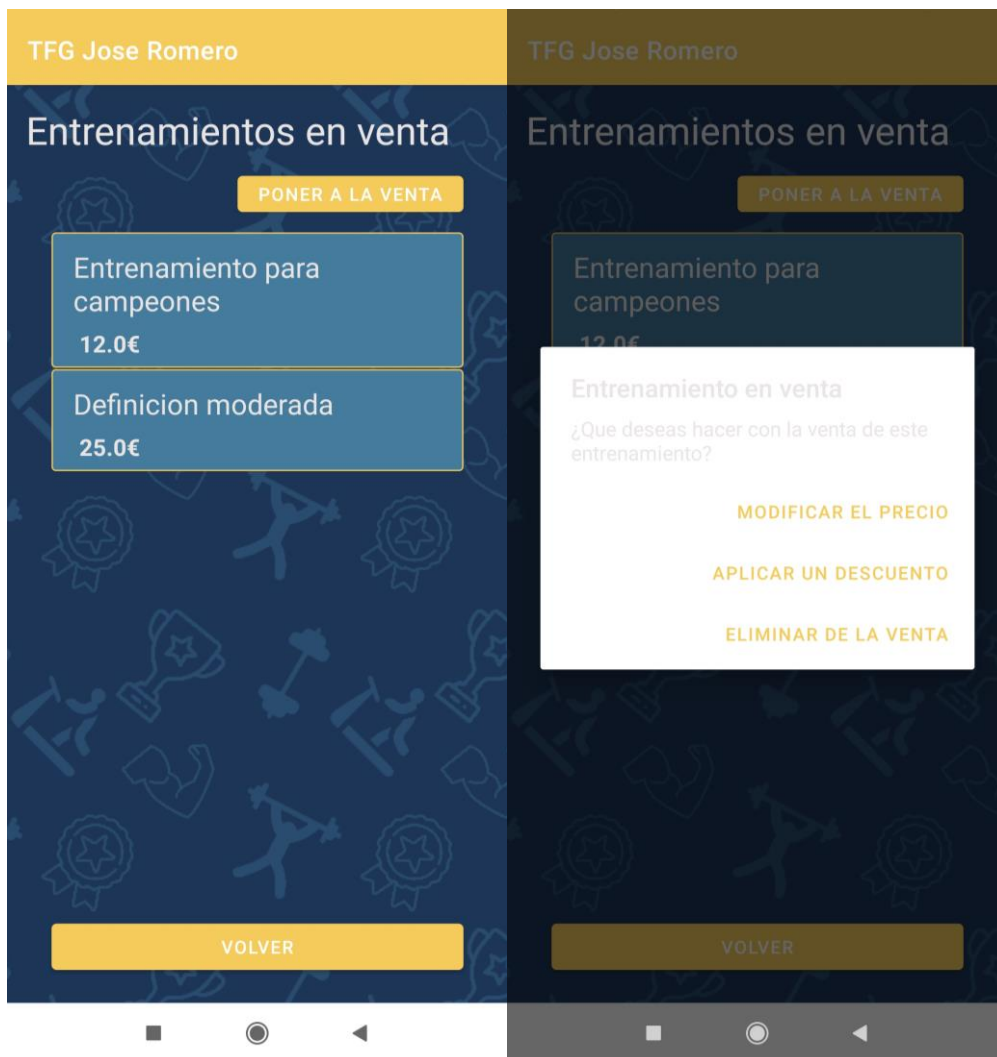 TFG Jose Romero
Entrenamientos en venta
PONER A LA VENTA
Entrenamiento para
campeones
12.0€
Definicion moderada
25.0€
VOLVER
TFG Jose Romero
Entrenamientos en venta
PONER A LA VENTA
Entrenamiento para
campeones
12.0€
Entrenamiento en venta
¿Que deseas hacer con la venta de este
entrenamiento?
MODIFICAR EL PRECIO
APLICAR UN DESCUENTO
ELIMINAR DE LA VENTA
VOLVER